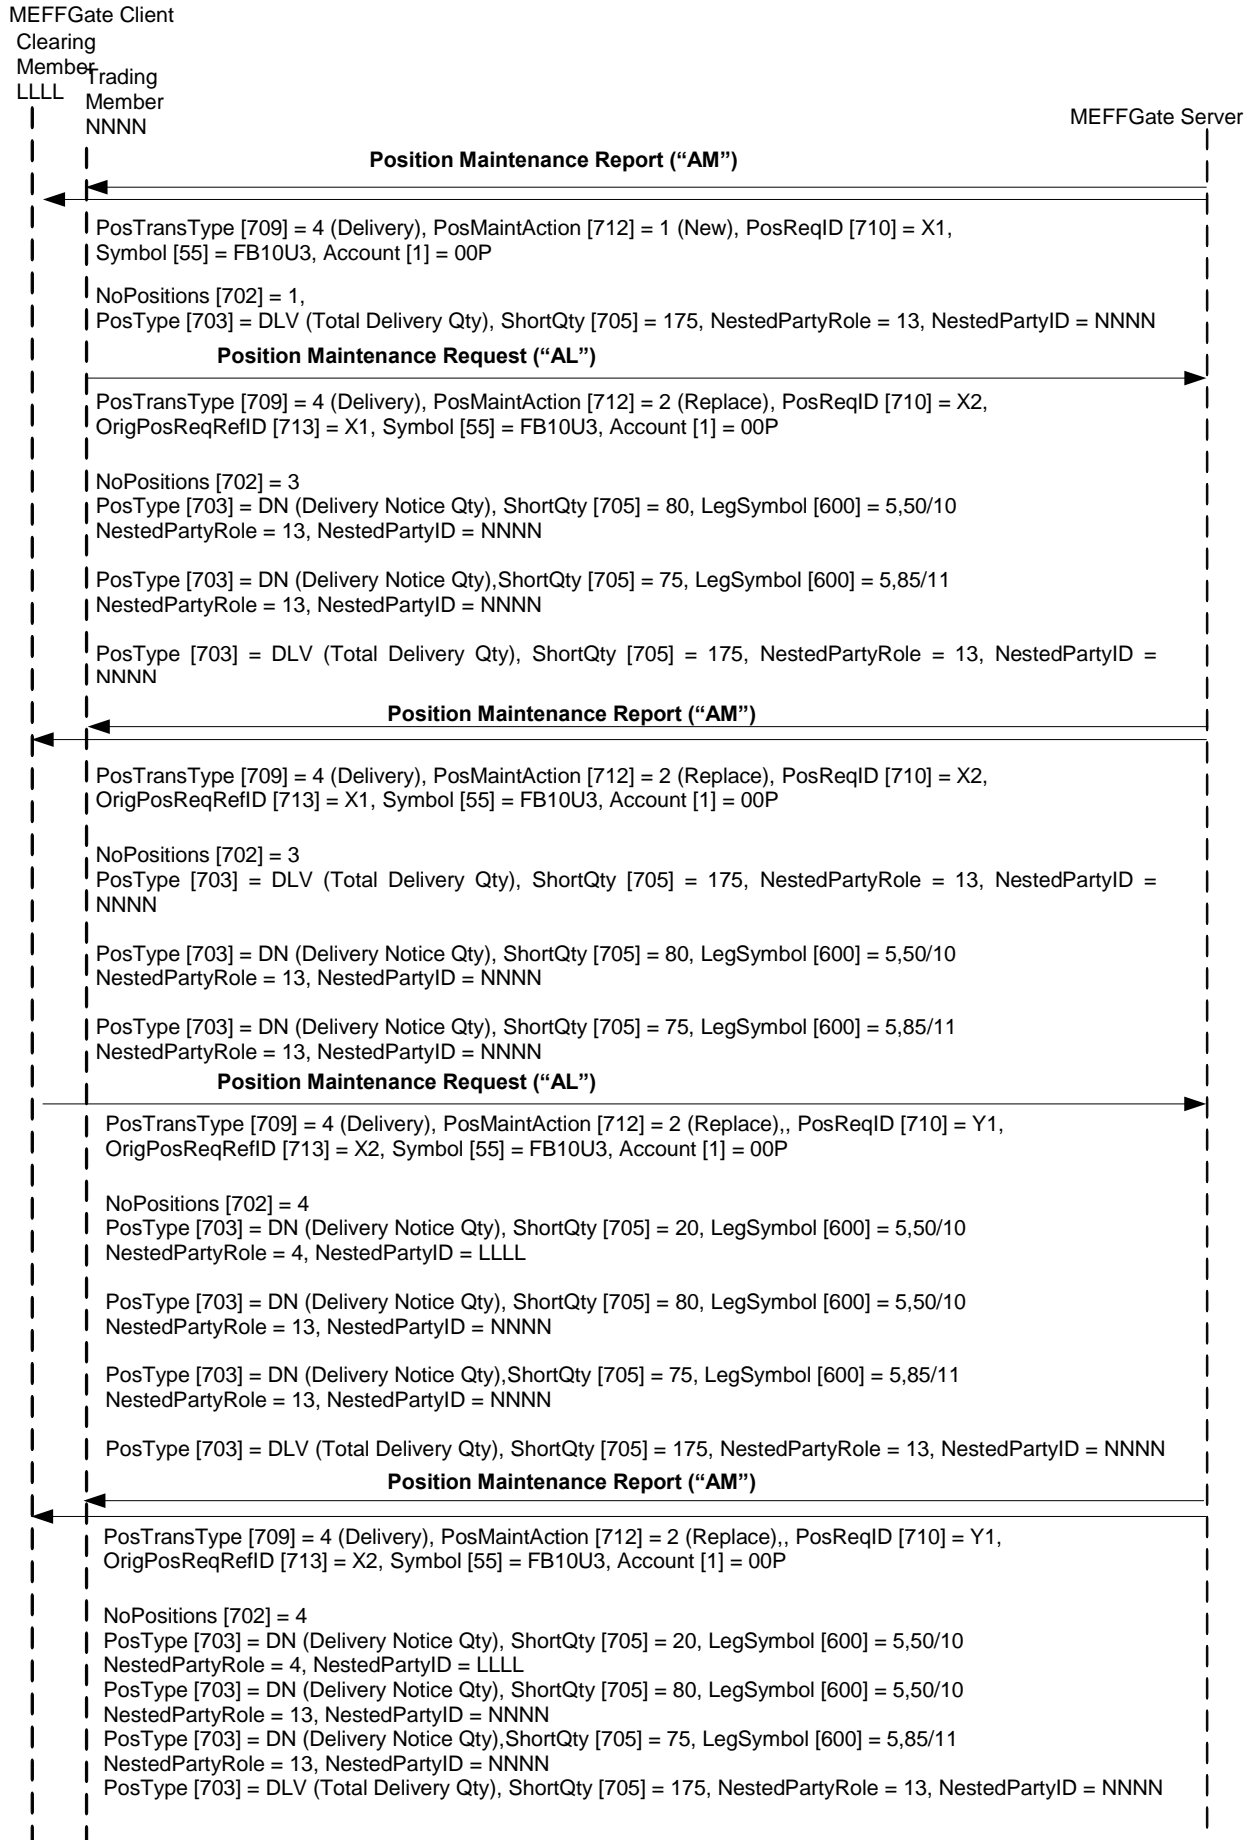 MEFFGate Client
Clearing
Member
LLLL
Trading
Member
NNNN
MEFFGate Server
Position Maintenance Report (“AM”)
PosTransType [709] = 4 (Delivery), PosMaintAction [712] = 1 (New), PosReqID [710] = X1,
Symbol [55] = FB10U3, Account [1] = 00P
NoPositions [702] = 1,
PosType [703] = DLV (Total Delivery Qty), ShortQty [705] = 175, NestedPartyRole = 13, NestedPartyID = NNNN
Position Maintenance Request (“AL”)
PosTransType [709] = 4 (Delivery), PosMaintAction [712] = 2 (Replace), PosReqID [710] = X2,
OrigPosReqRefID [713] = X1, Symbol [55] = FB10U3, Account [1] = 00P
NoPositions [702] = 3
PosType [703] = DN (Delivery Notice Qty), ShortQty [705] = 80, LegSymbol [600] = 5,50/10
NestedPartyRole = 13, NestedPartyID = NNNN
PosType [703] = DN (Delivery Notice Qty),ShortQty [705] = 75, LegSymbol [600] = 5,85/11
NestedPartyRole = 13, NestedPartyID = NNNN
PosType [703] = DLV (Total Delivery Qty), ShortQty [705] = 175, NestedPartyRole = 13, NestedPartyID =
NNNN
Position Maintenance Report (“AM”)
PosTransType [709] = 4 (Delivery), PosMaintAction [712] = 2 (Replace), PosReqID [710] = X2,
OrigPosReqRefID [713] = X1, Symbol [55] = FB10U3, Account [1] = 00P
NoPositions [702] = 3
PosType [703] = DLV (Total Delivery Qty), ShortQty [705] = 175, NestedPartyRole = 13, NestedPartyID =
NNNN
PosType [703] = DN (Delivery Notice Qty), ShortQty [705] = 80, LegSymbol [600] = 5,50/10
NestedPartyRole = 13, NestedPartyID = NNNN
PosType [703] = DN (Delivery Notice Qty), ShortQty [705] = 75, LegSymbol [600] = 5,85/11
NestedPartyRole = 13, NestedPartyID = NNNN
Position Maintenance Request (“AL”)
PosTransType [709] = 4 (Delivery), PosMaintAction [712] = 2 (Replace),, PosReqID [710] = Y1,
OrigPosReqRefID [713] = X2, Symbol [55] = FB10U3, Account [1] = 00P
NoPositions [702] = 4
PosType [703] = DN (Delivery Notice Qty), ShortQty [705] = 20, LegSymbol [600] = 5,50/10
NestedPartyRole = 4, NestedPartyID = LLLL
PosType [703] = DN (Delivery Notice Qty), ShortQty [705] = 80, LegSymbol [600] = 5,50/10
NestedPartyRole = 13, NestedPartyID = NNNN
PosType [703] = DN (Delivery Notice Qty),ShortQty [705] = 75, LegSymbol [600] = 5,85/11
NestedPartyRole = 13, NestedPartyID = NNNN
PosType [703] = DLV (Total Delivery Qty), ShortQty [705] = 175, NestedPartyRole = 13, NestedPartyID = NNNN
Position Maintenance Report (“AM”)
PosTransType [709] = 4 (Delivery), PosMaintAction [712] = 2 (Replace),, PosReqID [710] = Y1,
OrigPosReqRefID [713] = X2, Symbol [55] = FB10U3, Account [1] = 00P
NoPositions [702] = 4
PosType [703] = DN (Delivery Notice Qty), ShortQty [705] = 20, LegSymbol [600] = 5,50/10
NestedPartyRole = 4, NestedPartyID = LLLL
PosType [703] = DN (Delivery Notice Qty), ShortQty [705] = 80, LegSymbol [600] = 5,50/10
NestedPartyRole = 13, NestedPartyID = NNNN
PosType [703] = DN (Delivery Notice Qty),ShortQty [705] = 75, LegSymbol [600] = 5,85/11
NestedPartyRole = 13, NestedPartyID = NNNN
PosType [703] = DLV (Total Delivery Qty), ShortQty [705] = 175, NestedPartyRole = 13, NestedPartyID = NNNN